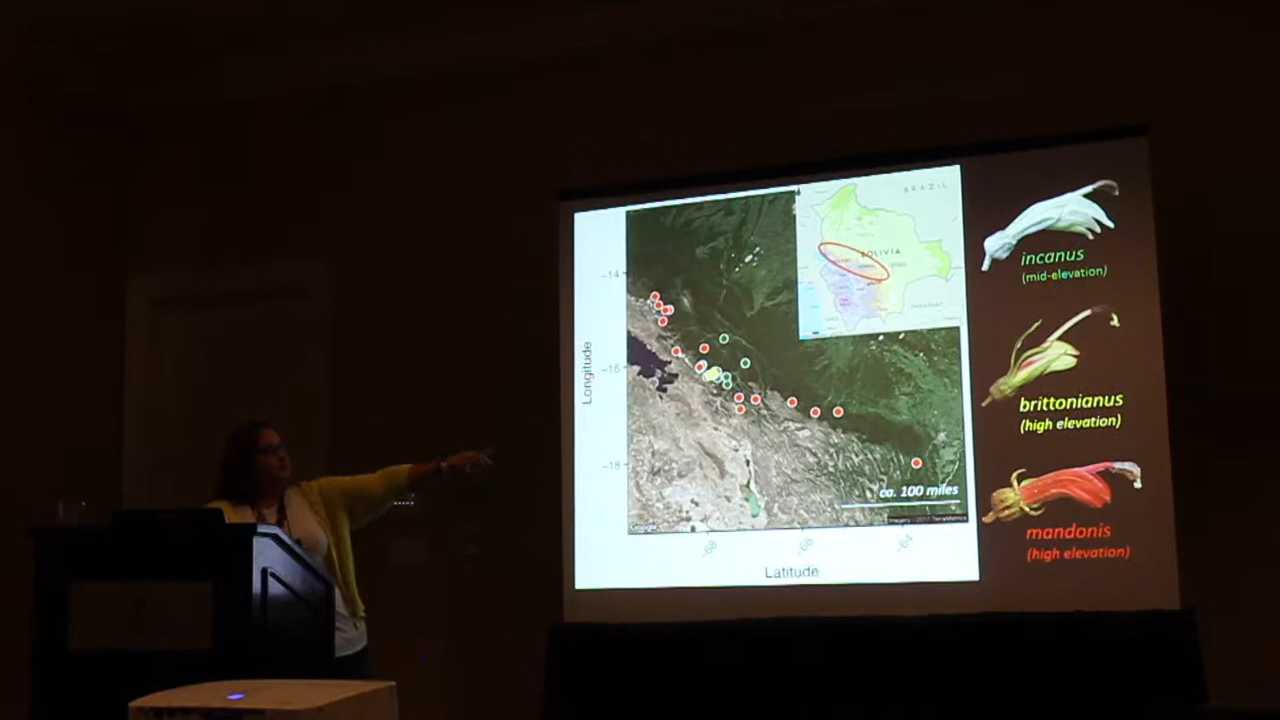 BRAZIL
BOLIVIA
-14
-16
-18
Longitude
ca. 100 miles
Google
-68
-66
-64
Latitude
incanus
(mid-elevation)
brittonianus
(high elevation)
mandonis
(high elevation)